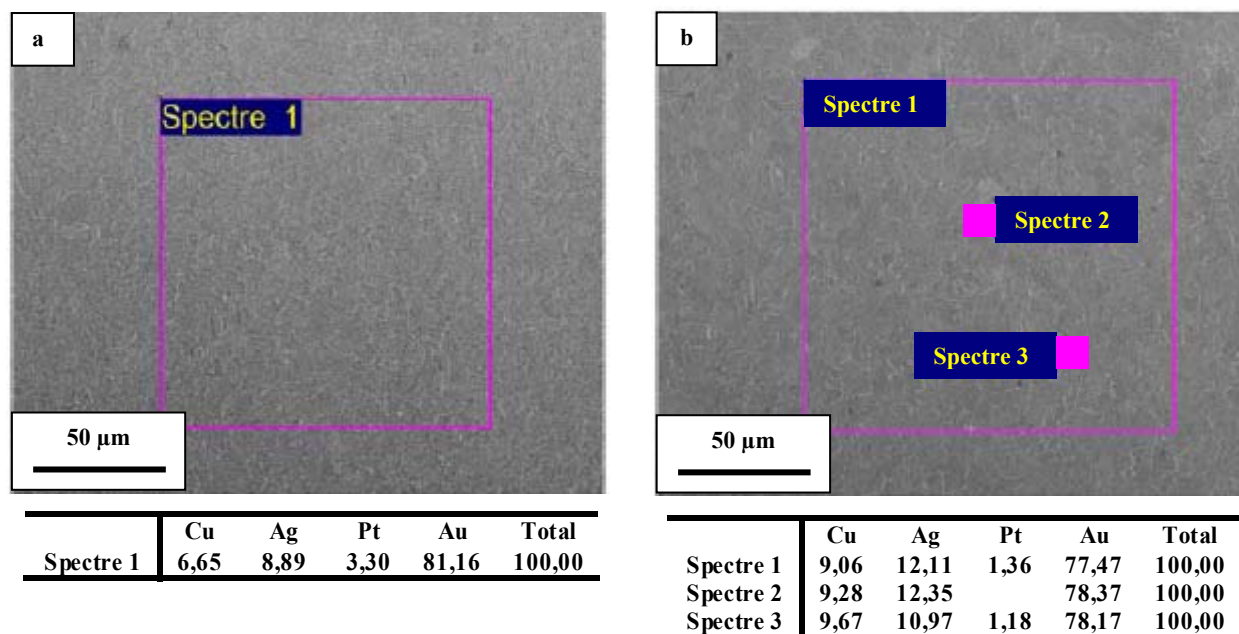 a
Spectre 1
50 µm
Cu Ag Pt Au Total
Spectre 1 6,65 8,89 3,30 81,16 100,00
b
Spectre 1
Spectre 2
Spectre 3
50 µm
Cu Ag Pt Au Total
Spectre 1 9,06 12,11 1,36 77,47 100,00
Spectre 2 9,28 12,35 78,37 100,00
Spectre 3 9,67 10,97 1,18 78,17 100,00